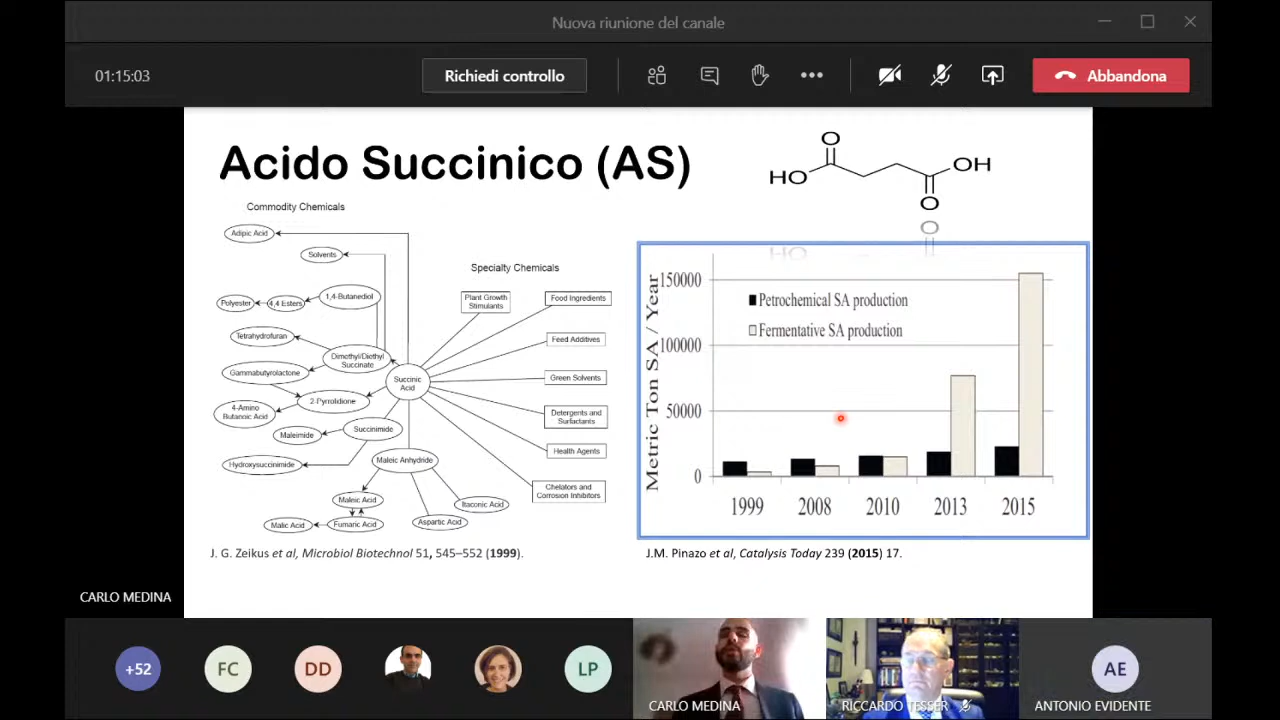 Nuova riunione del canale
01:15:03
Richiedi controllo
Abbandona
Acido Succinico (AS)
O
HO
OH
O
Commodity Chemicals
Adipic Acid
Solvents
Polyester
4,4 Esters
1,4-Butanediol
Tetrahydrofuran
Dimethyl/Diethyl
Succinate
Gammabutyrolactone
2-Pyrrolidione
4-Amino
Butanoic Acid
Maleimide
Succinimide
Hydroxysuccinimide
Maleic Anhydride
Maleic Acid
Itaconic Acid
Malic Acid
Fumaric Acid
Aspartic Acid
Succinic
Acid
Specialty Chemicals
Plant Growth
Stimulants
Food Ingredients
Feed Additives
Green Solvents
Detergents and
Surfactants
Health Agents
Chelators and
Corrosion Inhibitors
O
HO
Metric Ton SA / Year
150000
100000
50000
0
Petrochemical SA production
Fermentative SA production
1999 2008 2010 2013 2015
J. G. Zeikus et al, Microbiol Biotechnol 51, 545–552 (1999).
J.M. Pinazo et al, Catalysis Today 239 (2015) 17.
CARLO MEDINA
+52
FC
DD
LP
AE
CARLO MEDINA
RICCARDO TESSER
ANTONIO EVIDENTE